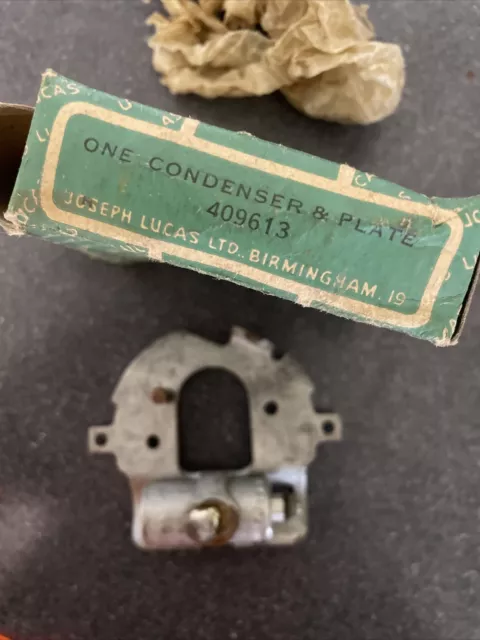 ONE CONDENSER & PLATE
409613
JOSEPH LUCAS LTD. BIRMINGHAM. 19